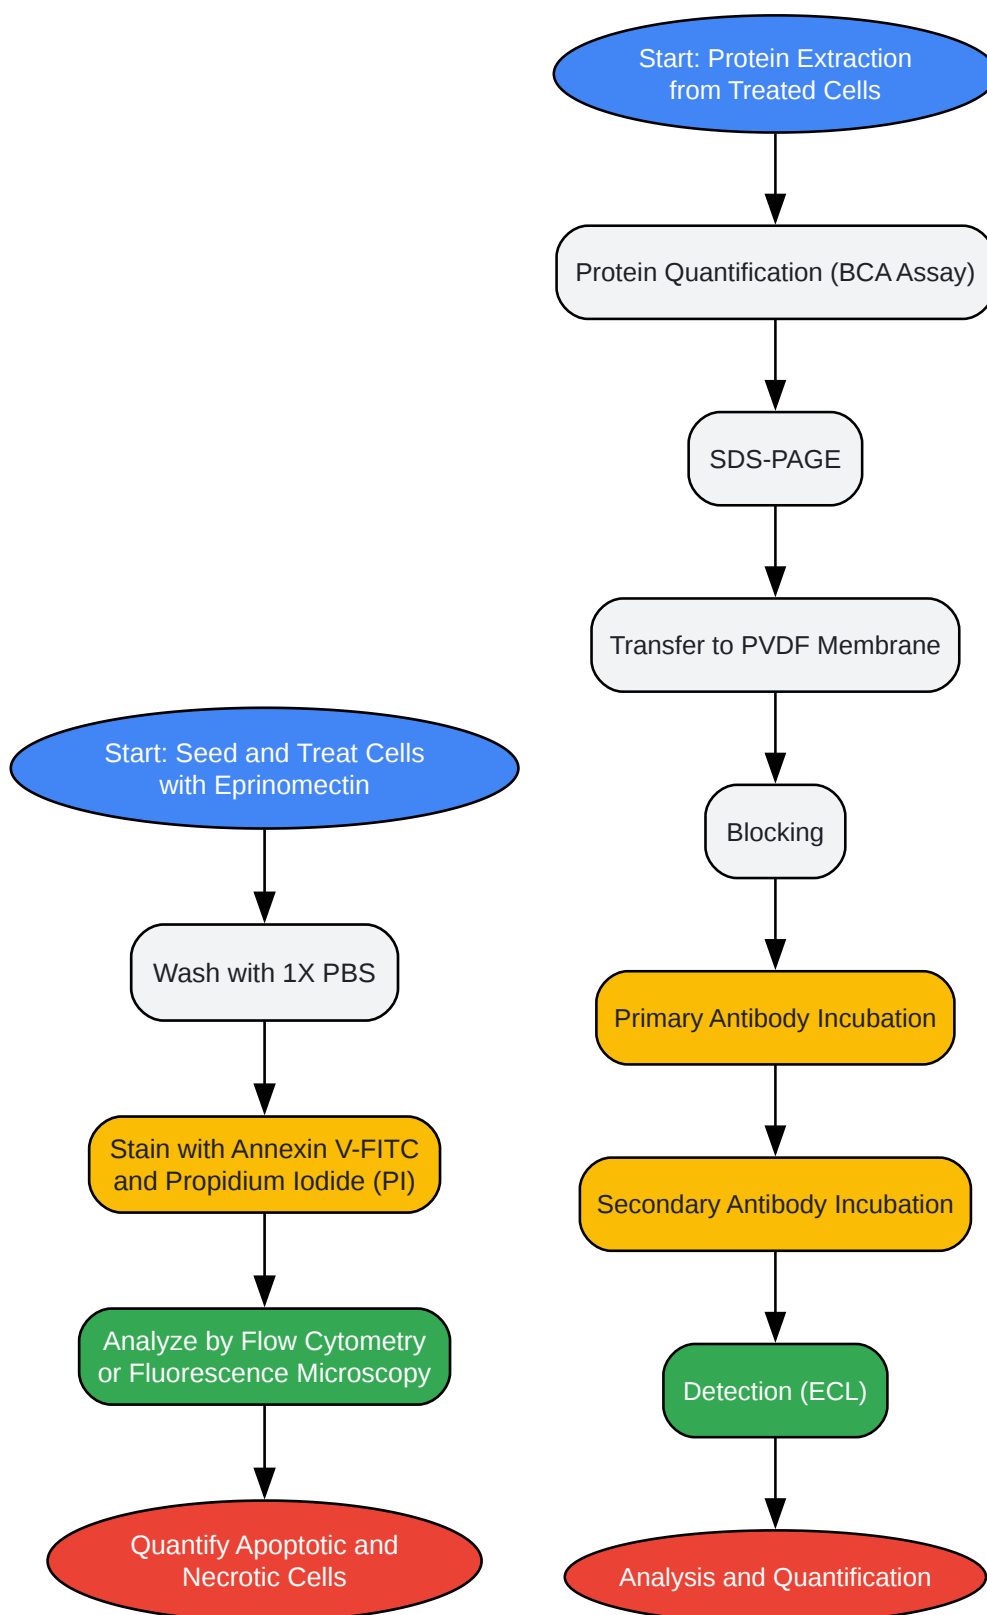 Start: Protein Extraction
from Treated Cells
Protein Quantification (BCA Assay)
SDS-PAGE
Transfer to PVDF Membrane
Blocking
Primary Antibody Incubation
Secondary Antibody Incubation
Detection (ECL)
Analysis and Quantification
Start: Seed and Treat Cells
with Eprinomectin
Wash with 1X PBS
Stain with Annexin V-FITC
and Propidium Iodide (PI)
Analyze by Flow Cytometry
or Fluorescence Microscopy
Quantify Apoptotic and
Necrotic Cells